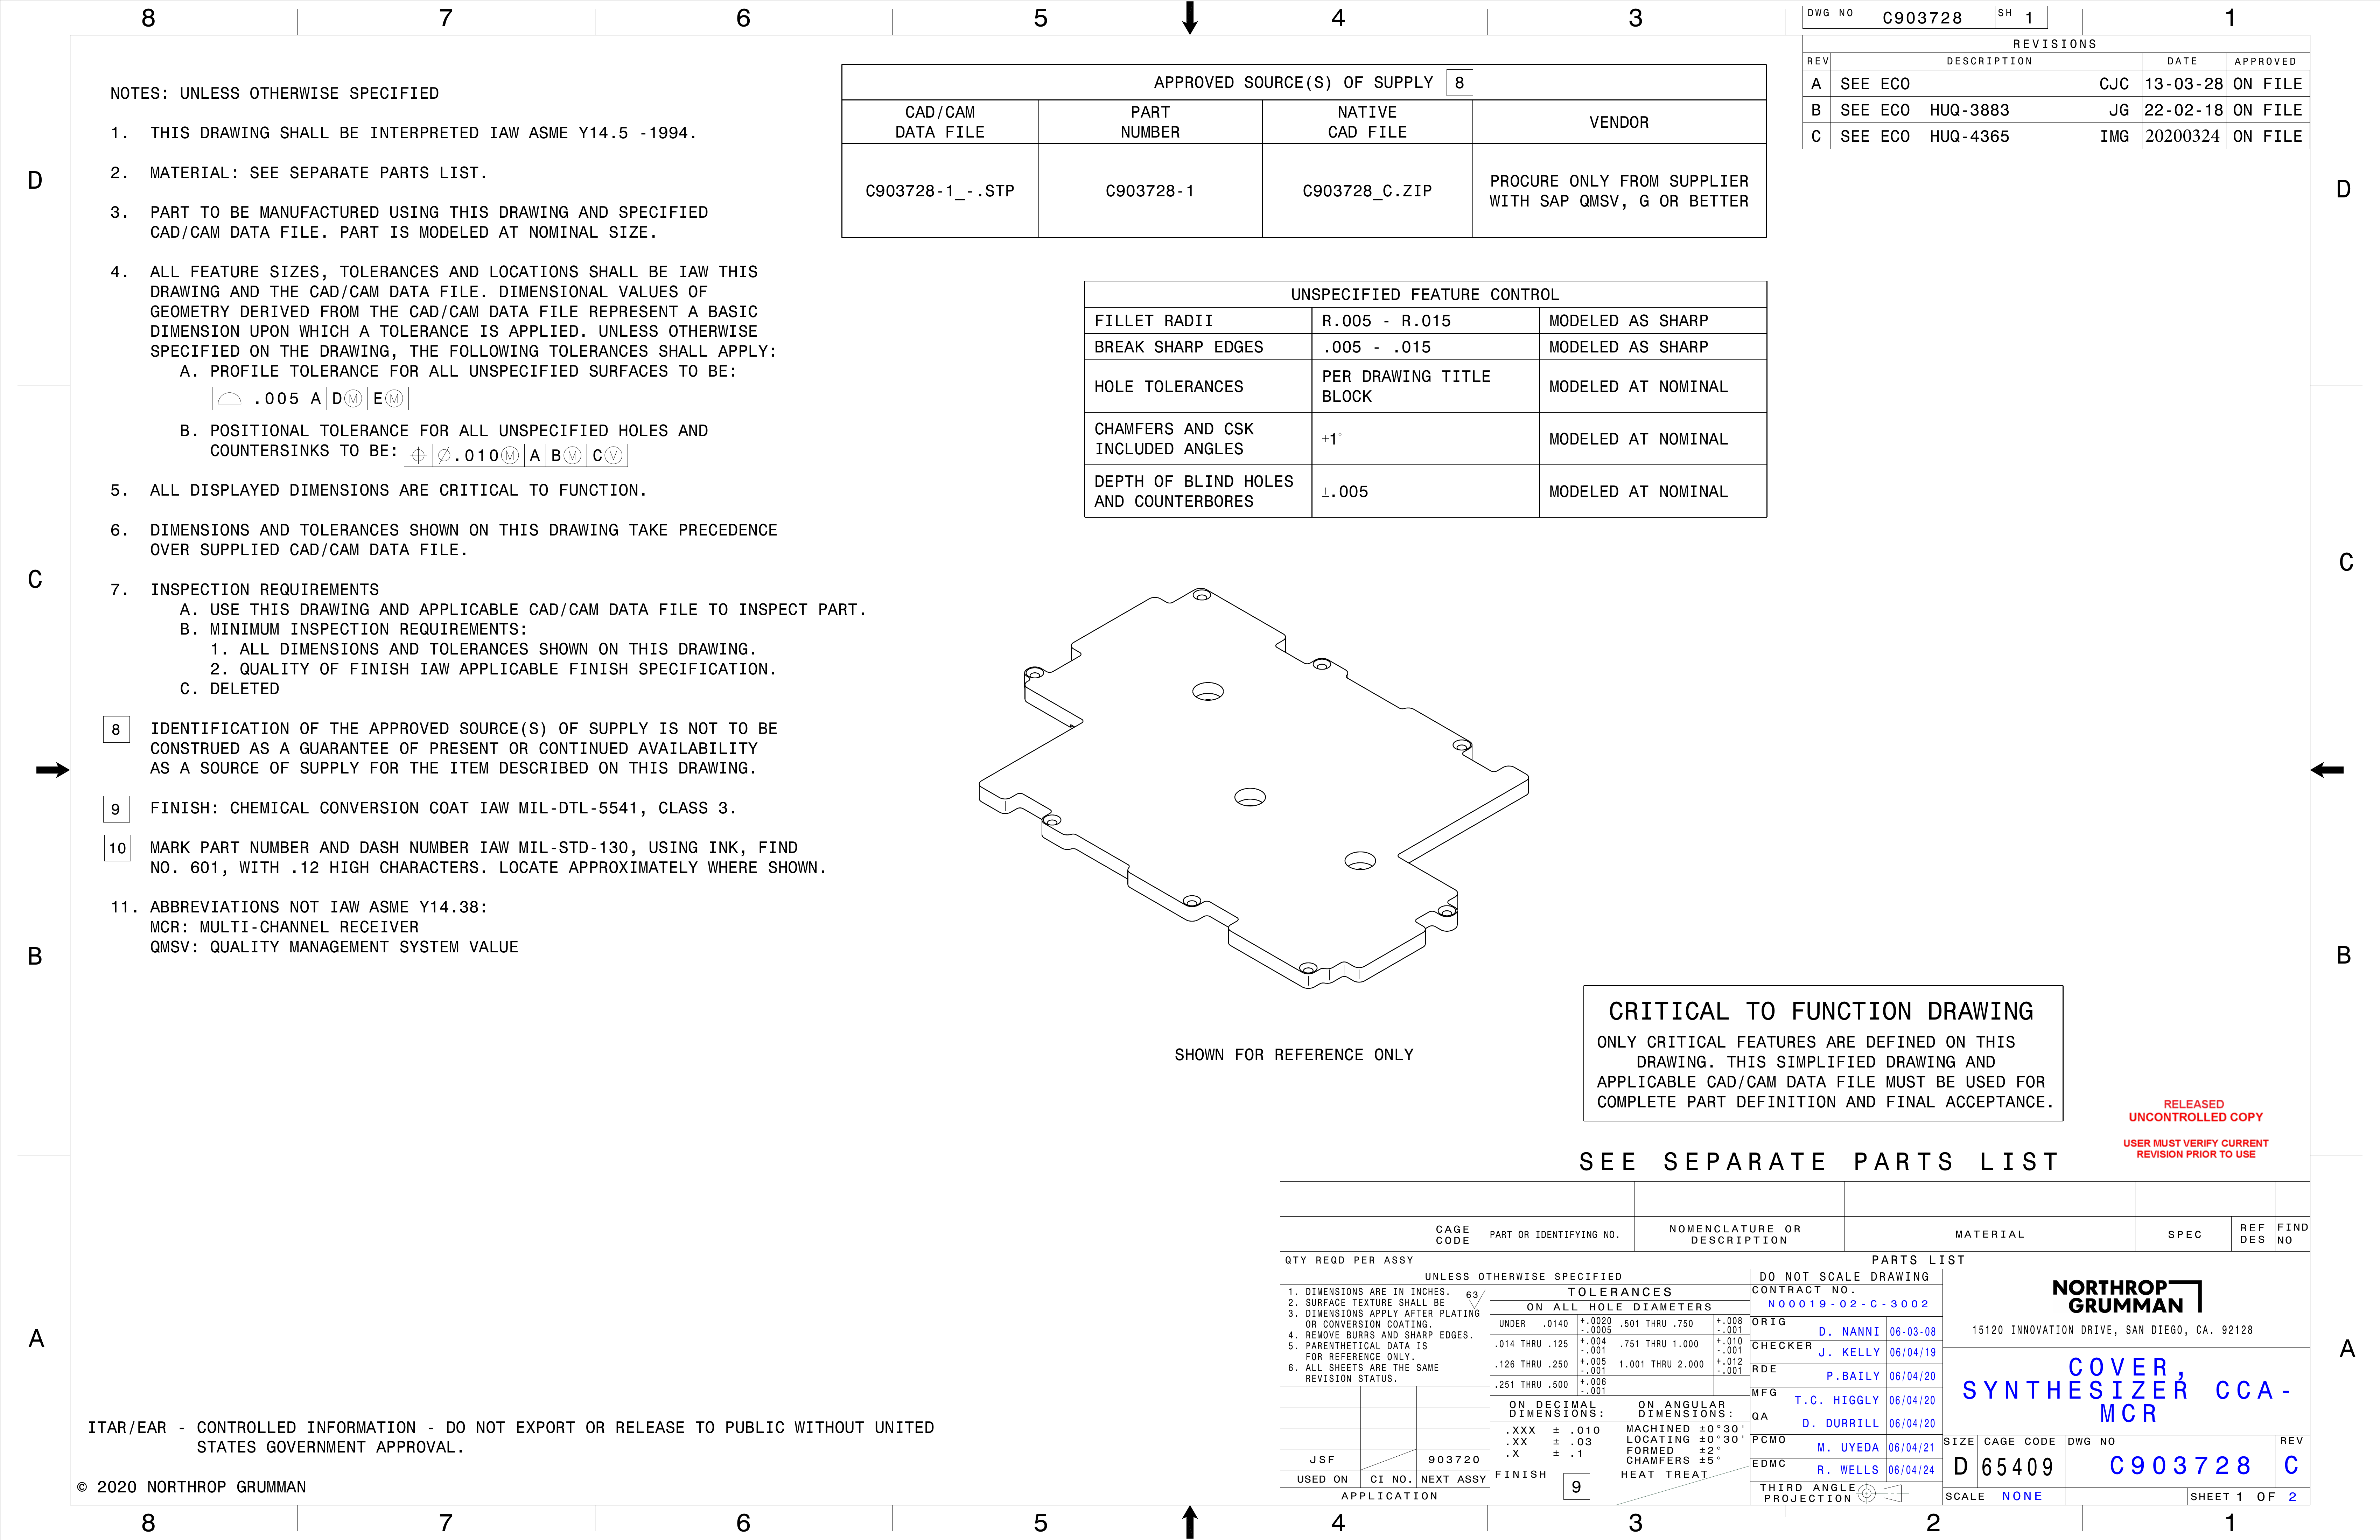 8 7 6 5 4 3 1
DWG NO C903728 SH 1
REVISIONS
REV DESCRIPTION DATE APPROVED
A SEE ECO CJC 13-03-28 ON FILE
B SEE ECO HUQ-3883 JG 22-02-18 ON FILE
C SEE ECO HUQ-4365 IMG 20200324 ON FILE
NOTES: UNLESS OTHERWISE SPECIFIED
1. THIS DRAWING SHALL BE INTERPRETED IAW ASME Y14.5 -1994.
2. MATERIAL: SEE SEPARATE PARTS LIST.
3. PART TO BE MANUFACTURED USING THIS DRAWING AND SPECIFIED
CAD/CAM DATA FILE. PART IS MODELED AT NOMINAL SIZE.
4. ALL FEATURE SIZES, TOLERANCES AND LOCATIONS SHALL BE IAW THIS
DRAWING AND THE CAD/CAM DATA FILE. DIMENSIONAL VALUES OF
GEOMETRY DERIVED FROM THE CAD/CAM DATA FILE REPRESENT A BASIC
DIMENSION UPON WHICH A TOLERANCE IS APPLIED. UNLESS OTHERWISE
SPECIFIED ON THE DRAWING, THE FOLLOWING TOLERANCES SHALL APPLY:
A. PROFILE TOLERANCE FOR ALL UNSPECIFIED SURFACES TO BE:
⌓ .005 A DⓂ EⓂ
B. POSITIONAL TOLERANCE FOR ALL UNSPECIFIED HOLES AND
COUNTERSINKS TO BE: ⌖ ∅.010Ⓜ A BⓂ CⓂ
5. ALL DISPLAYED DIMENSIONS ARE CRITICAL TO FUNCTION.
6. DIMENSIONS AND TOLERANCES SHOWN ON THIS DRAWING TAKE PRECEDENCE
OVER SUPPLIED CAD/CAM DATA FILE.
7. INSPECTION REQUIREMENTS
A. USE THIS DRAWING AND APPLICABLE CAD/CAM DATA FILE TO INSPECT PART.
B. MINIMUM INSPECTION REQUIREMENTS:
1. ALL DIMENSIONS AND TOLERANCES SHOWN ON THIS DRAWING.
2. QUALITY OF FINISH IAW APPLICABLE FINISH SPECIFICATION.
C. DELETED
8 IDENTIFICATION OF THE APPROVED SOURCE(S) OF SUPPLY IS NOT TO BE
CONSTRUED AS A GUARANTEE OF PRESENT OR CONTINUED AVAILABILITY
AS A SOURCE OF SUPPLY FOR THE ITEM DESCRIBED ON THIS DRAWING.
9 FINISH: CHEMICAL CONVERSION COAT IAW MIL-DTL-5541, CLASS 3.
10 MARK PART NUMBER AND DASH NUMBER IAW MIL-STD-130, USING INK, FIND
NO. 601, WITH .12 HIGH CHARACTERS. LOCATE APPROXIMATELY WHERE SHOWN.
11. ABBREVIATIONS NOT IAW ASME Y14.38:
MCR: MULTI-CHANNEL RECEIVER
QMSV: QUALITY MANAGEMENT SYSTEM VALUE
APPROVED SOURCE(S) OF SUPPLY 8
CAD/CAM DATA FILE PART NUMBER NATIVE CAD FILE VENDOR
C903728-1_-.STP C903728-1 C903728_C.ZIP PROCURE ONLY FROM SUPPLIER
WITH SAP QMSV, G OR BETTER
UNSPECIFIED FEATURE CONTROL
FILLET RADII R.005 - R.015 MODELED AS SHARP
BREAK SHARP EDGES .005 - .015 MODELED AS SHARP
HOLE TOLERANCES PER DRAWING TITLE BLOCK MODELED AT NOMINAL
CHAMFERS AND CSK INCLUDED ANGLES ±1° MODELED AT NOMINAL
DEPTH OF BLIND HOLES AND COUNTERBORES ±.005 MODELED AT NOMINAL
D D
C C
B B
A A
SHOWN FOR REFERENCE ONLY
CRITICAL TO FUNCTION DRAWING
ONLY CRITICAL FEATURES ARE DEFINED ON THIS
DRAWING. THIS SIMPLIFIED DRAWING AND
APPLICABLE CAD/CAM DATA FILE MUST BE USED FOR
COMPLETE PART DEFINITION AND FINAL ACCEPTANCE.
RELEASED
UNCONTROLLED COPY
USER MUST VERIFY CURRENT
REVISION PRIOR TO USE
SEE SEPARATE PARTS LIST
CAGE CODE PART OR IDENTIFYING NO. NOMENCLATURE OR DESCRIPTION MATERIAL SPEC REF DES FIND NO
QTY REQD PER ASSY PARTS LIST
UNLESS OTHERWISE SPECIFIED
1. DIMENSIONS ARE IN INCHES. 63
2. SURFACE TEXTURE SHALL BE
3. DIMENSIONS APPLY AFTER PLATING
OR CONVERSION COATING.
4. REMOVE BURRS AND SHARP EDGES.
5. PARENTHETICAL DATA IS
FOR REFERENCE ONLY.
6. ALL SHEETS ARE THE SAME
REVISION STATUS.
TOLERANCES
ON ALL HOLE DIAMETERS
UNDER .0140 +.0020 -.0005 .501 THRU .750 +.008 -.001
.014 THRU .125 +.004 -.001 .751 THRU 1.000 +.010 -.001
.126 THRU .250 +.005 -.001 1.001 THRU 2.000 +.012 -.001
.251 THRU .500 +.006 -.001
ON DECIMAL DIMENSIONS: ON ANGULAR DIMENSIONS:
.XXX ± .010 MACHINED ±0°30'
.XX ± .03 LOCATING ±0°30'
.X ± .1 FORMED ±2°
CHAMFERS ±5°
FINISH 9 HEAT TREAT
JSF 903720
USED ON CI NO. NEXT ASSY
APPLICATION
DO NOT SCALE DRAWING
CONTRACT NO.
N00019-02-C-3002
ORIG D. NANNI 06-03-08
CHECKER J. KELLY 06/04/19
RDE P.BAILY 06/04/20
MFG T.C. HIGGLY 06/04/20
QA D. DURRILL 06/04/20
PCMO M. UYEDA 06/04/21
EDMC R. WELLS 06/04/24
THIRD ANGLE
PROJECTION
NORTHROP
GRUMMAN
15120 INNOVATION DRIVE, SAN DIEGO, CA. 92128
COVER,
SYNTHESIZER CCA-
MCR
SIZE CAGE CODE DWG NO REV
D 65409 C903728 C
SCALE NONE SHEET 1 OF 2
ITAR/EAR - CONTROLLED INFORMATION - DO NOT EXPORT OR RELEASE TO PUBLIC WITHOUT UNITED
STATES GOVERNMENT APPROVAL.
© 2020 NORTHROP GRUMMAN
8 7 6 5 4 3 2 1